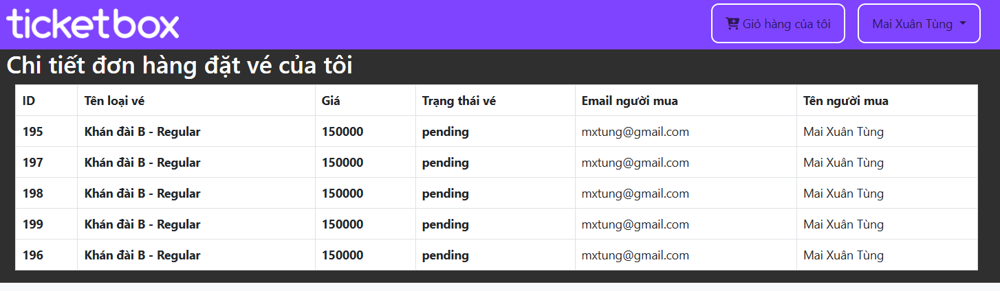 ticketbox Giỏ hàng của tôi Mai Xuân Tùng
Chi tiết đơn hàng đặt vé của tôi
ID Tên loại vé Giá Trạng thái vé Email người mua Tên người mua
195 Khán đài B - Regular 150000 pending mxtung@gmail.com Mai Xuân Tùng
197 Khán đài B - Regular 150000 pending mxtung@gmail.com Mai Xuân Tùng
198 Khán đài B - Regular 150000 pending mxtung@gmail.com Mai Xuân Tùng
199 Khán đài B - Regular 150000 pending mxtung@gmail.com Mai Xuân Tùng
196 Khán đài B - Regular 150000 pending mxtung@gmail.com Mai Xuân Tùng